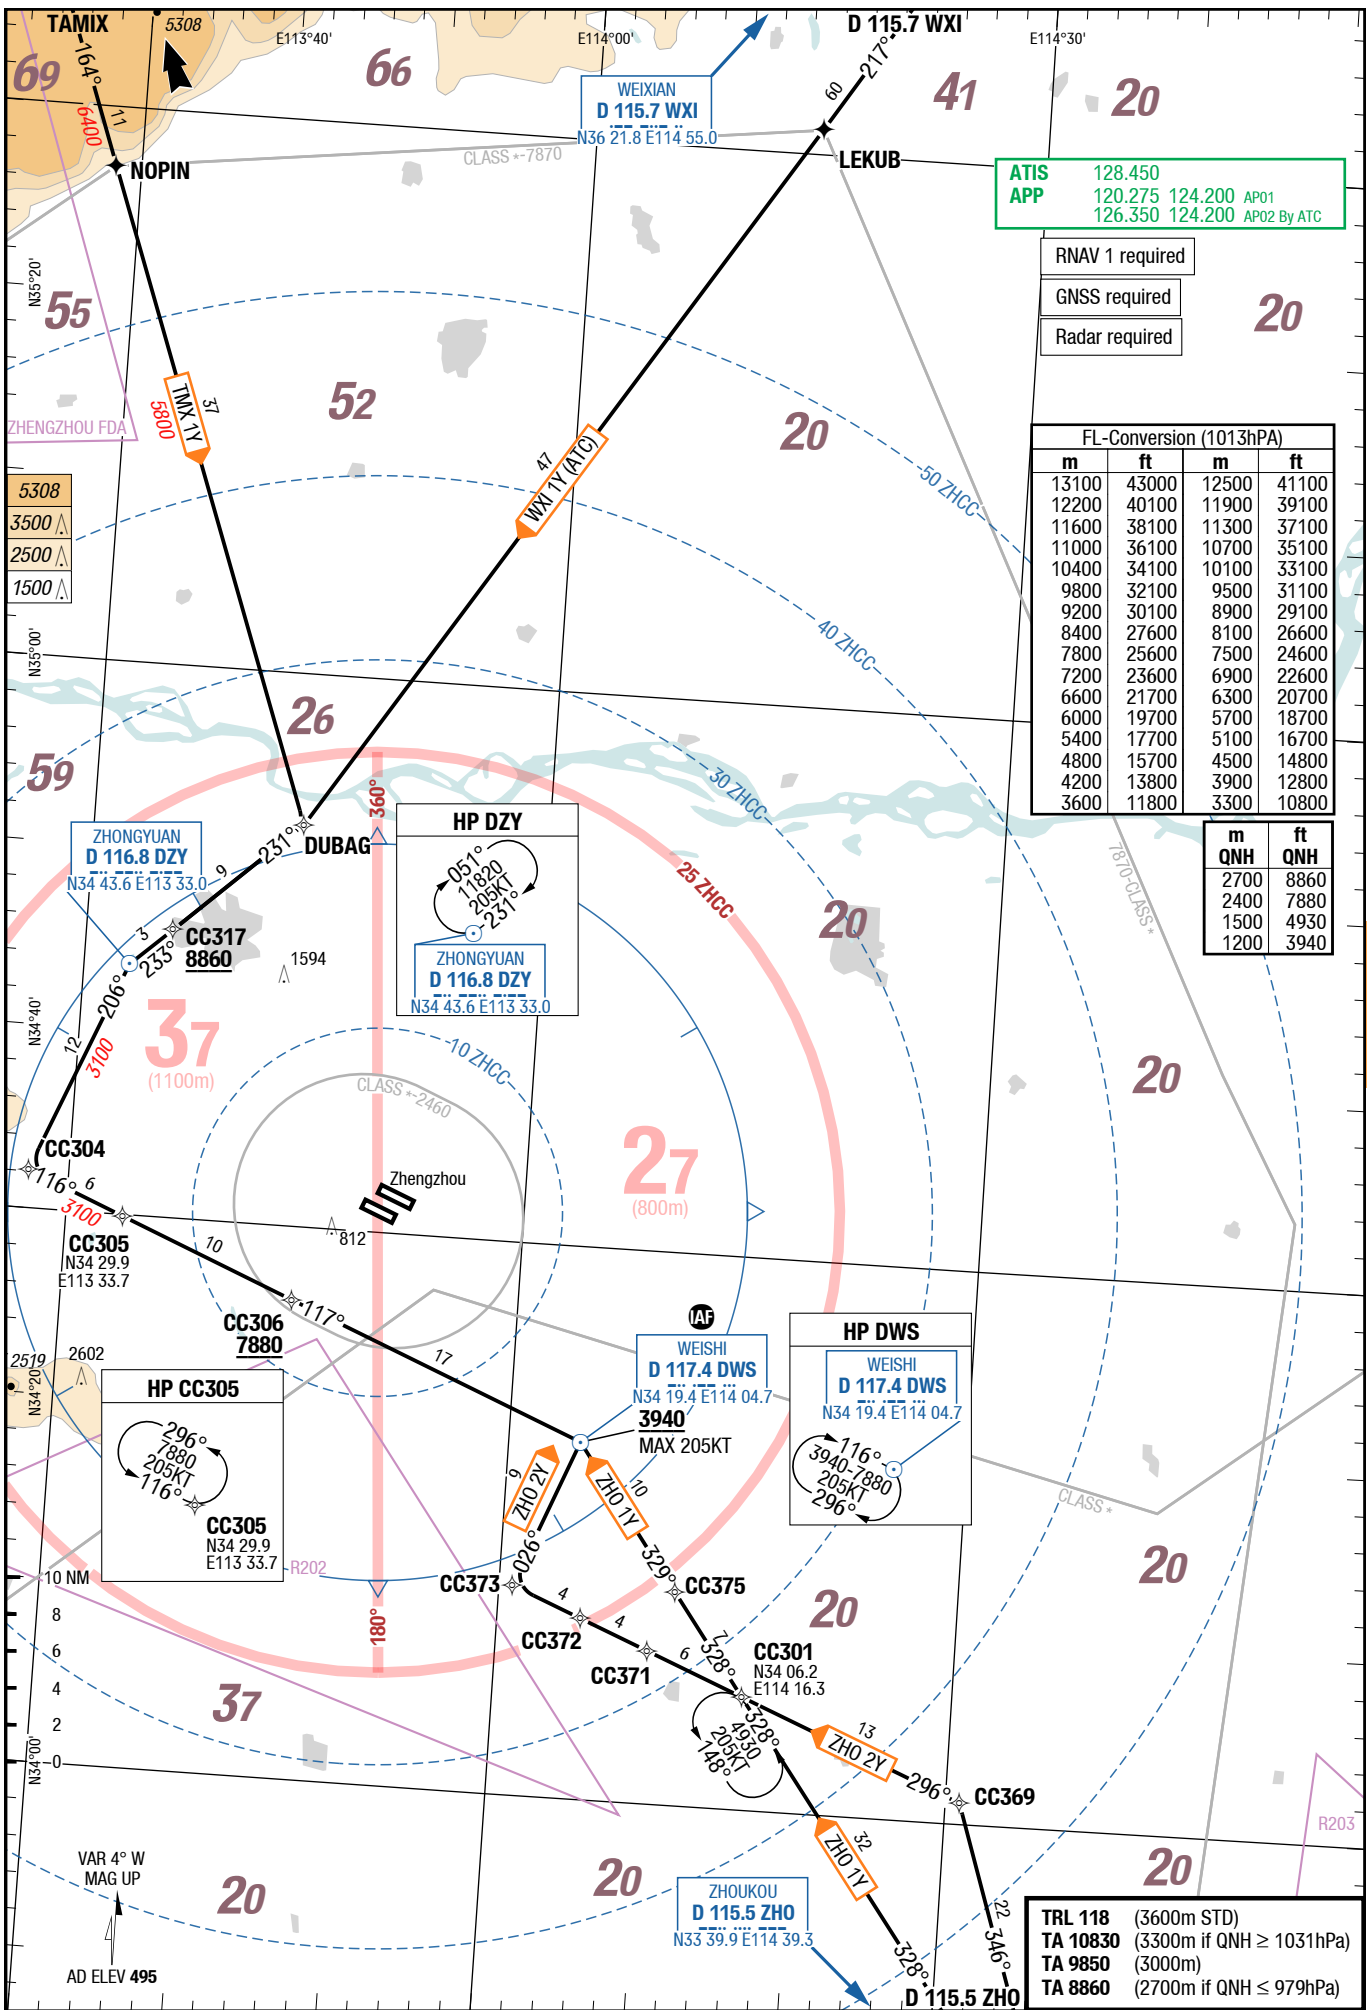 TAMIX
5308
E113°40'
E114°00'
D 115.7 WXI
E114°30'
69
66
41
20
164°
6400
11
217°
60
WEIXIAN
D 115.7 WXI
N36 21.8 E114 55.0
NOPIN
CLASS *-7870
LEKUB
ATIS 128.450
APP 120.275 124.200 AP01
126.350 124.200 AP02 By ATC
RNAV 1 required
GNSS required
Radar required
N35°20'
55
52
20
20
TMX 1Y
37
5800
ZHENGZHOU FDA
47
WXI 1Y (ATC)
50 ZHCC
5308
3500
2500
1500
FL-Conversion (1013hPA)
m ft m ft
13100 43000 12500 41100
12200 40100 11900 39100
11600 38100 11300 37100
11000 36100 10700 35100
10400 34100 10100 33100
9800 32100 9500 31100
9200 30100 8900 29100
8400 27600 8100 26600
7800 25600 7500 24600
7200 23600 6900 22600
6600 21700 6300 20700
6000 19700 5700 18700
5400 17700 5100 16700
4800 15700 4500 14800
4200 13800 3900 12800
3600 11800 3300 10800
m ft
QNH QNH
2700 8860
2400 7880
1500 4930
1200 3940
40 ZHCC
N35°00'
26
59
30 ZHCC
360°
25 ZHCC
7870-CLASS *
ZHONGYUAN
D 116.8 DZY
N34 43.6 E113 33.0
231°
DUBAG
9
HP DZY
051°
11820
205KT
231°
ZHONGYUAN
D 116.8 DZY
N34 43.6 E113 33.0
3
233°
CC317
8860
1594
20
206°
12
3100
N34°40'
37
(1100m)
10 ZHCC
CLASS *-2460
20
CC304
116°
6
3100
Zhengzhou
27
(800m)
812
CC305
N34 29.9
E113 33.7
10
CC306
7880
117°
17
IAF
WEISHI
D 117.4 DWS
N34 19.4 E114 04.7
3940
MAX 205KT
HP DWS
WEISHI
D 117.4 DWS
N34 19.4 E114 04.7
116°
3940-7880
205KT
296°
2519
2602
N34°20'
HP CC305
296°
7880
205KT
116°
CC305
N34 29.9
E113 33.7
R202
CLASS *
9
ZHO 2Y
026°
10
ZHO 1Y
329°
CC375
CC373
4
CC372
4
CC371
6
7
328°
CC301
N34 06.2
E114 16.3
20
20
10 NM
8
6
4
2
0
180°
37
N34°00'
328°
4930
205KT
148°
13
ZHO 2Y
296°
CC369
R203
32
ZHO 1Y
328°
22
346°
VAR 4° W
MAG UP
AD ELEV 495
20
20
20
ZHOUKOU
D 115.5 ZHO
N33 39.9 E114 39.3
D 115.5 ZHO
TRL 118 (3600m STD)
TA 10830 (3300m if QNH ≥ 1031hPa)
TA 9850 (3000m)
TA 8860 (2700m if QNH ≤ 979hPa)